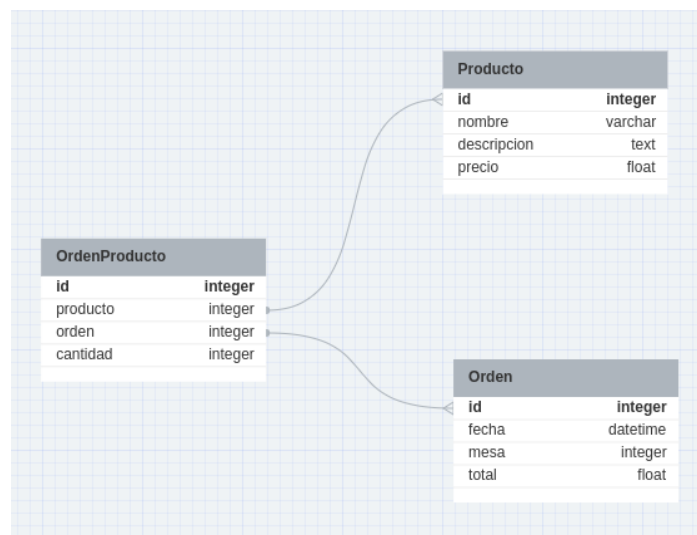 Producto
id integer
nombre varchar
descripcion text
precio float
OrdenProducto
id integer
producto integer
orden integer
cantidad integer
Orden
id integer
fecha datetime
mesa integer
total float